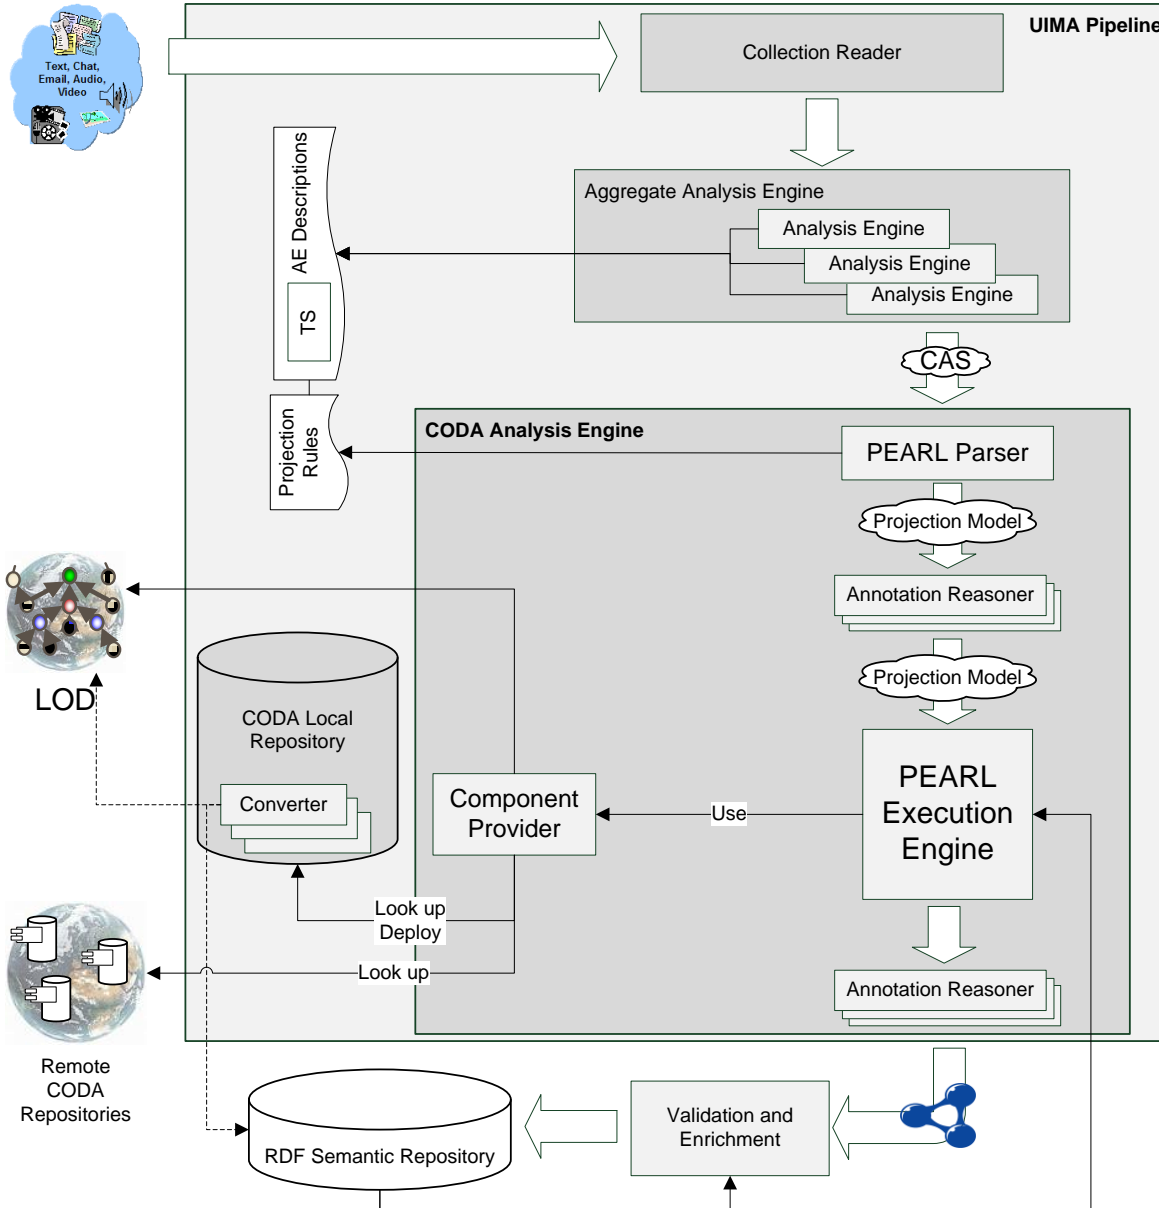 UIMA Pipeline
Text, Chat,
Email, Audio,
Video
Collection Reader
AE Descriptions
TS
Aggregate Analysis Engine
Analysis Engine
Analysis Engine
Analysis Engine
CAS
Projection
Rules
CODA Analysis Engine
PEARL Parser
Projection Model
Annotation Reasoner
Projection Model
LOD
CODA Local
Repository
Converter
Component
Provider
Use
PEARL
Execution
Engine
Look up
Deploy
Look up
Annotation Reasoner
Remote
CODA
Repositories
RDF Semantic Repository
Validation and
Enrichment